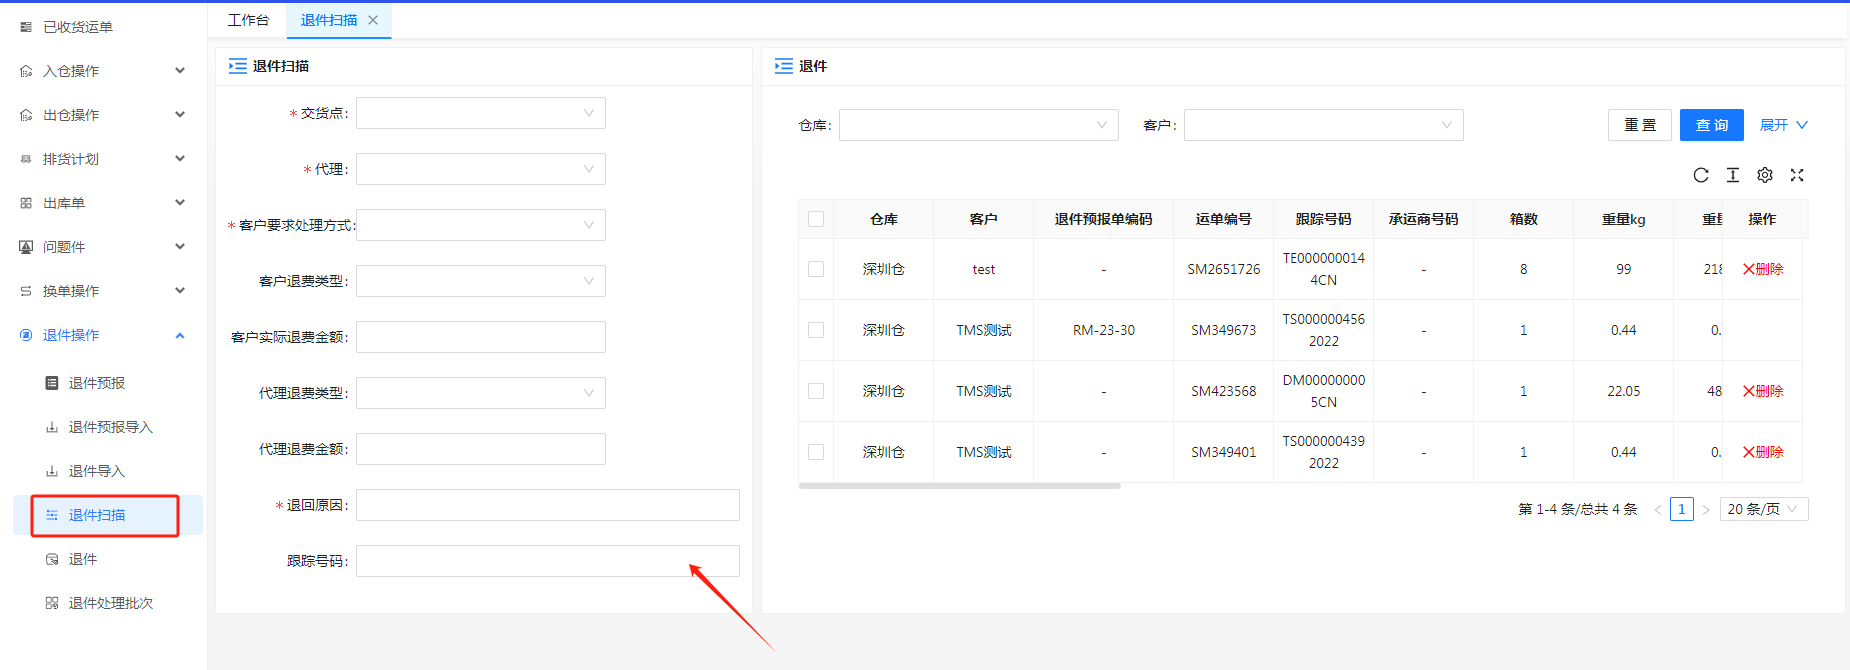 已收货运单
入仓操作
出仓操作
排货计划
出库单
问题件
换单操作
退件操作
退件预报
退件预报导入
退件导入
退件扫描
退件
退件处理批次
工作台
退件扫描
退件扫描
* 交货点:
* 代理:
* 客户要求处理方式:
客户退费类型:
客户实际退费金额:
代理退费类型:
代理退费金额:
* 退回原因:
跟踪号码:
退件
仓库:
客户:
重 置
查 询
展开
仓库 客户 退件预报单编码 运单编号 跟踪号码 承运商号码 箱数 重量kg 重量 操作
深圳仓 test - SM2651726 TE0000000144CN - 8 99 218 删除
深圳仓 TMS测试 RM-23-30 SM349673 TS0000004562022 - 1 0.44 0.
深圳仓 TMS测试 - SM423568 DM000000005CN - 1 22.05 48 删除
深圳仓 TMS测试 - SM349401 TS0000004392022 - 1 0.44 0. 删除
第 1-4 条/总共 4 条 < 1 > 20 条/页